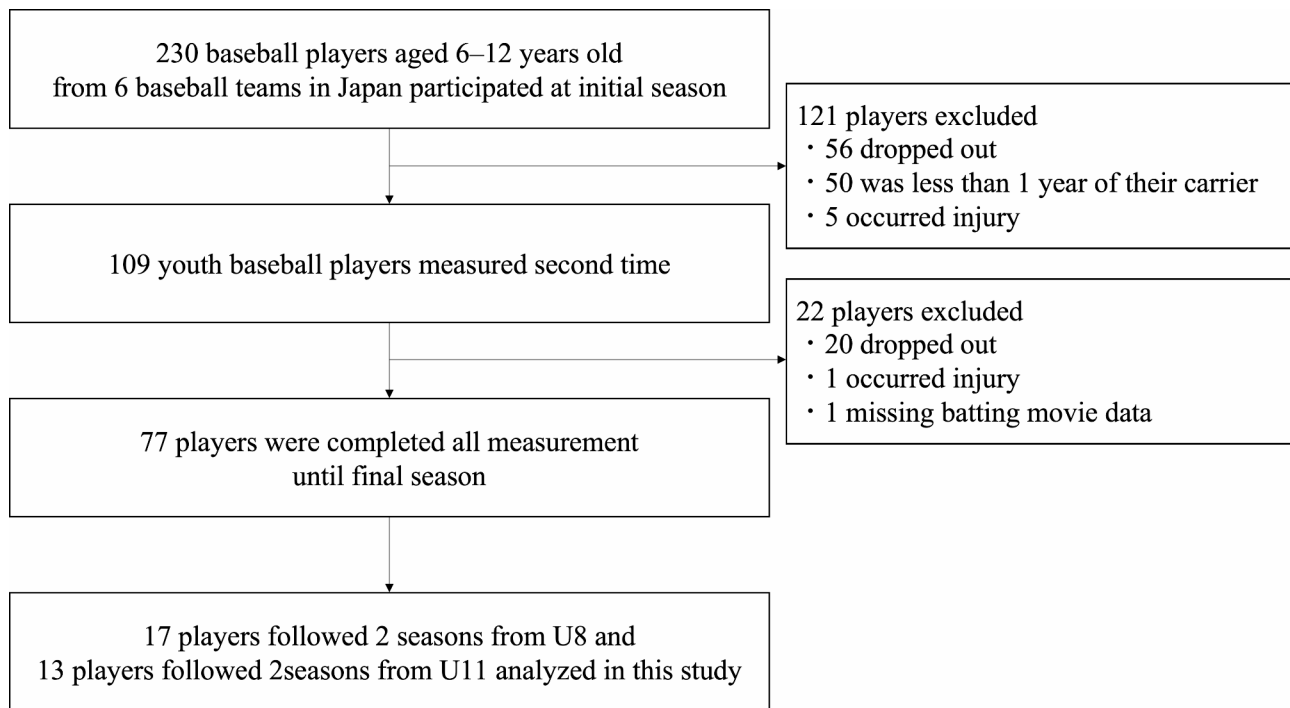 230 baseball players aged 6–12 years old
from 6 baseball teams in Japan participated at initial season
121 players excluded
・56 dropped out
・50 was less than 1 year of their carrier
・5 occurred injury
109 youth baseball players measured second time
22 players excluded
・20 dropped out
・1 occurred injury
・1 missing batting movie data
77 players were completed all measurement
until final season
17 players followed 2 seasons from U8 and
13 players followed 2seasons from U11 analyzed in this study